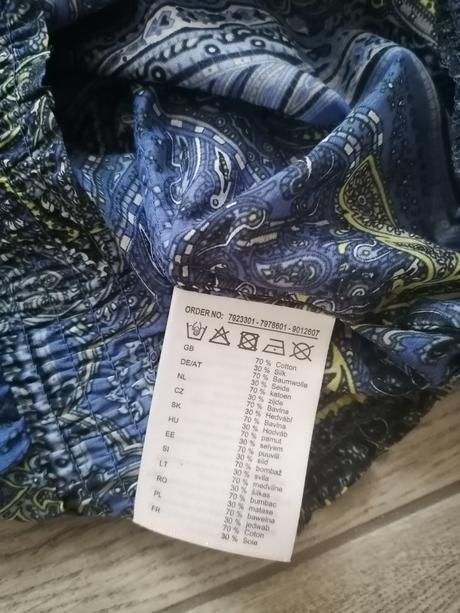 ORDER NO: 7923301 - 7978601 - 9012607
GB 70 % Cotton
30 % Silk
DE/AT 70 % Baumwolle
30 % Seide
NL 70 % katoen
30 % zijde
CZ 70 % Bavlna
30 % Hedvábí
SK 70 % Bavlna
30 % Hodváb
HU 70 % pamut
30 % selyem
EE 70 % puuvill
30 % siid
SI 70 % bombaž
30 % svila
LT 70 % medvilnė
30 % šilkas
RO 70 % bumbac
30 % matase
PL 70 % bawełna
30 % jedwab
FR 70 % Coton
30 % Soie